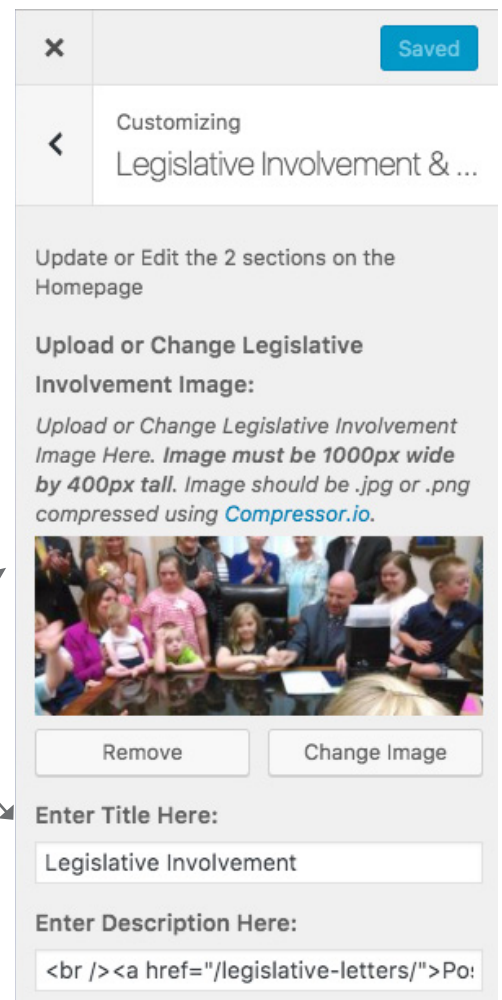 Saved
Customizing
Legislative Involvement & ...
Update or Edit the 2 sections on the
Homepage
Upload or Change Legislative
Involvement Image:
Upload or Change Legislative Involvement
Image Here. Image must be 1000px wide
by 400px tall. Image should be .jpg or .png
compressed using Compressor.io.
Remove
Change Image
Enter Title Here:
Legislative Involvement
Enter Description Here:
<br /><a href="/legislative-letters/">Pos